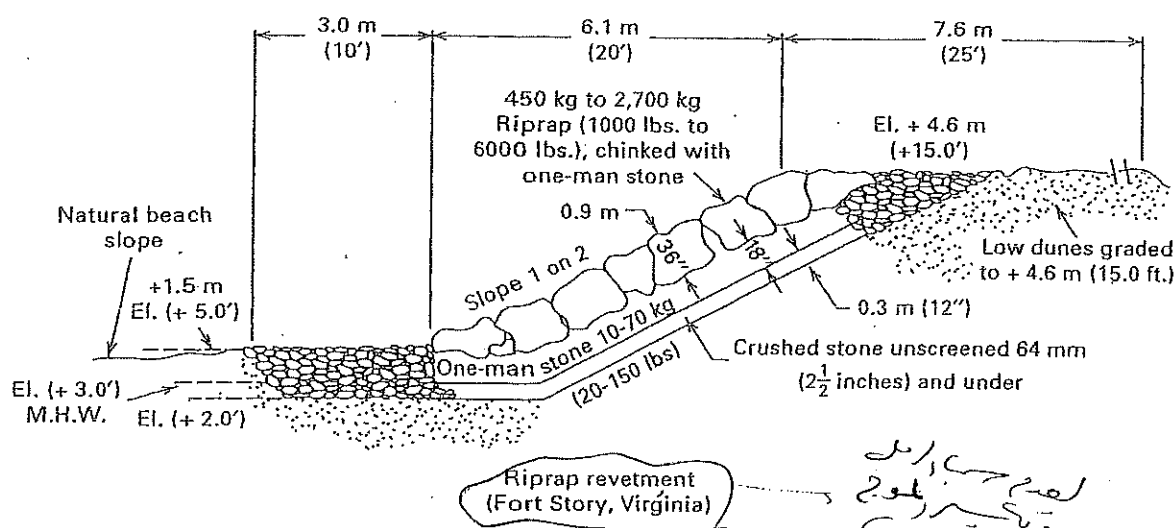 3.0 m
(10')
6.1 m
(20')
7.6 m
(25')
450 kg to 2,700 kg
Riprap (1000 lbs. to
6000 lbs.), chinked with
one-man stone
El. + 4.6 m
(+15.0')
Natural beach
slope
0.9 m
36"
18"
Slope 1 on 2
Low dunes graded
to + 4.6 m (15.0 ft.)
+1.5 m
El. (+ 5.0')
0.3 m (12")
One-man stone 10-70 kg
(20-150 lbs)
Crushed stone unscreened 64 mm
(2 1/2 inches) and under
El. (+ 3.0')
M.H.W.
El. (+ 2.0')
Riprap revetment
(Fort Story, Virginia)